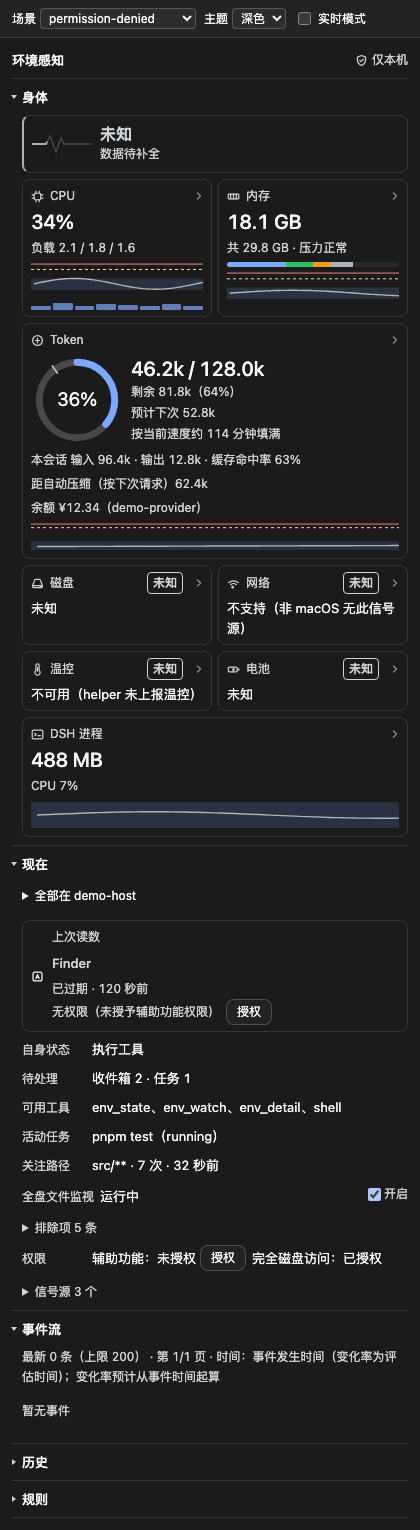 场景 permission-denied 主题 深色 实时模式
环境感知 仅本机
身体
未知
数据待补全
CPU
34%
负载 2.1 / 1.8 / 1.6
内存
18.1 GB
共 29.8 GB · 压力正常
Token
36%
46.2k / 128.0k
剩余 81.8k（64%）
预计下次 52.8k
按当前速度约 114 分钟填满
本会话 输入 96.4k · 输出 12.8k · 缓存命中率 63%
距自动压缩（按下次请求）62.4k
余额 ¥12.34（demo-provider）
磁盘 未知
未知
网络 未知
不支持（非 macOS 无此信号
源）
温控 未知
不可用（helper 未上报温控）
电池 未知
未知
DSH 进程
488 MB
CPU 7%
现在
全部在 demo-host
上次读数
Finder
已过期 · 120 秒前
无权限（未授予辅助功能权限） 授权
自身状态 执行工具
待处理 收件箱 2 · 任务 1
可用工具 env_state、env_watch、env_detail、shell
活动任务 pnpm test（running）
关注路径 src/** · 7 次 · 32 秒前
全盘文件监视 运行中 开启
排除项 5 条
权限 辅助功能：未授权 授权 完全磁盘访问：已授权
信号源 3 个
事件流
最新 0 条（上限 200） · 第 1/1 页 · 时间：事件发生时间（变化率为评
估时间）；变化率预计从事件时间起算
暂无事件
历史
规则